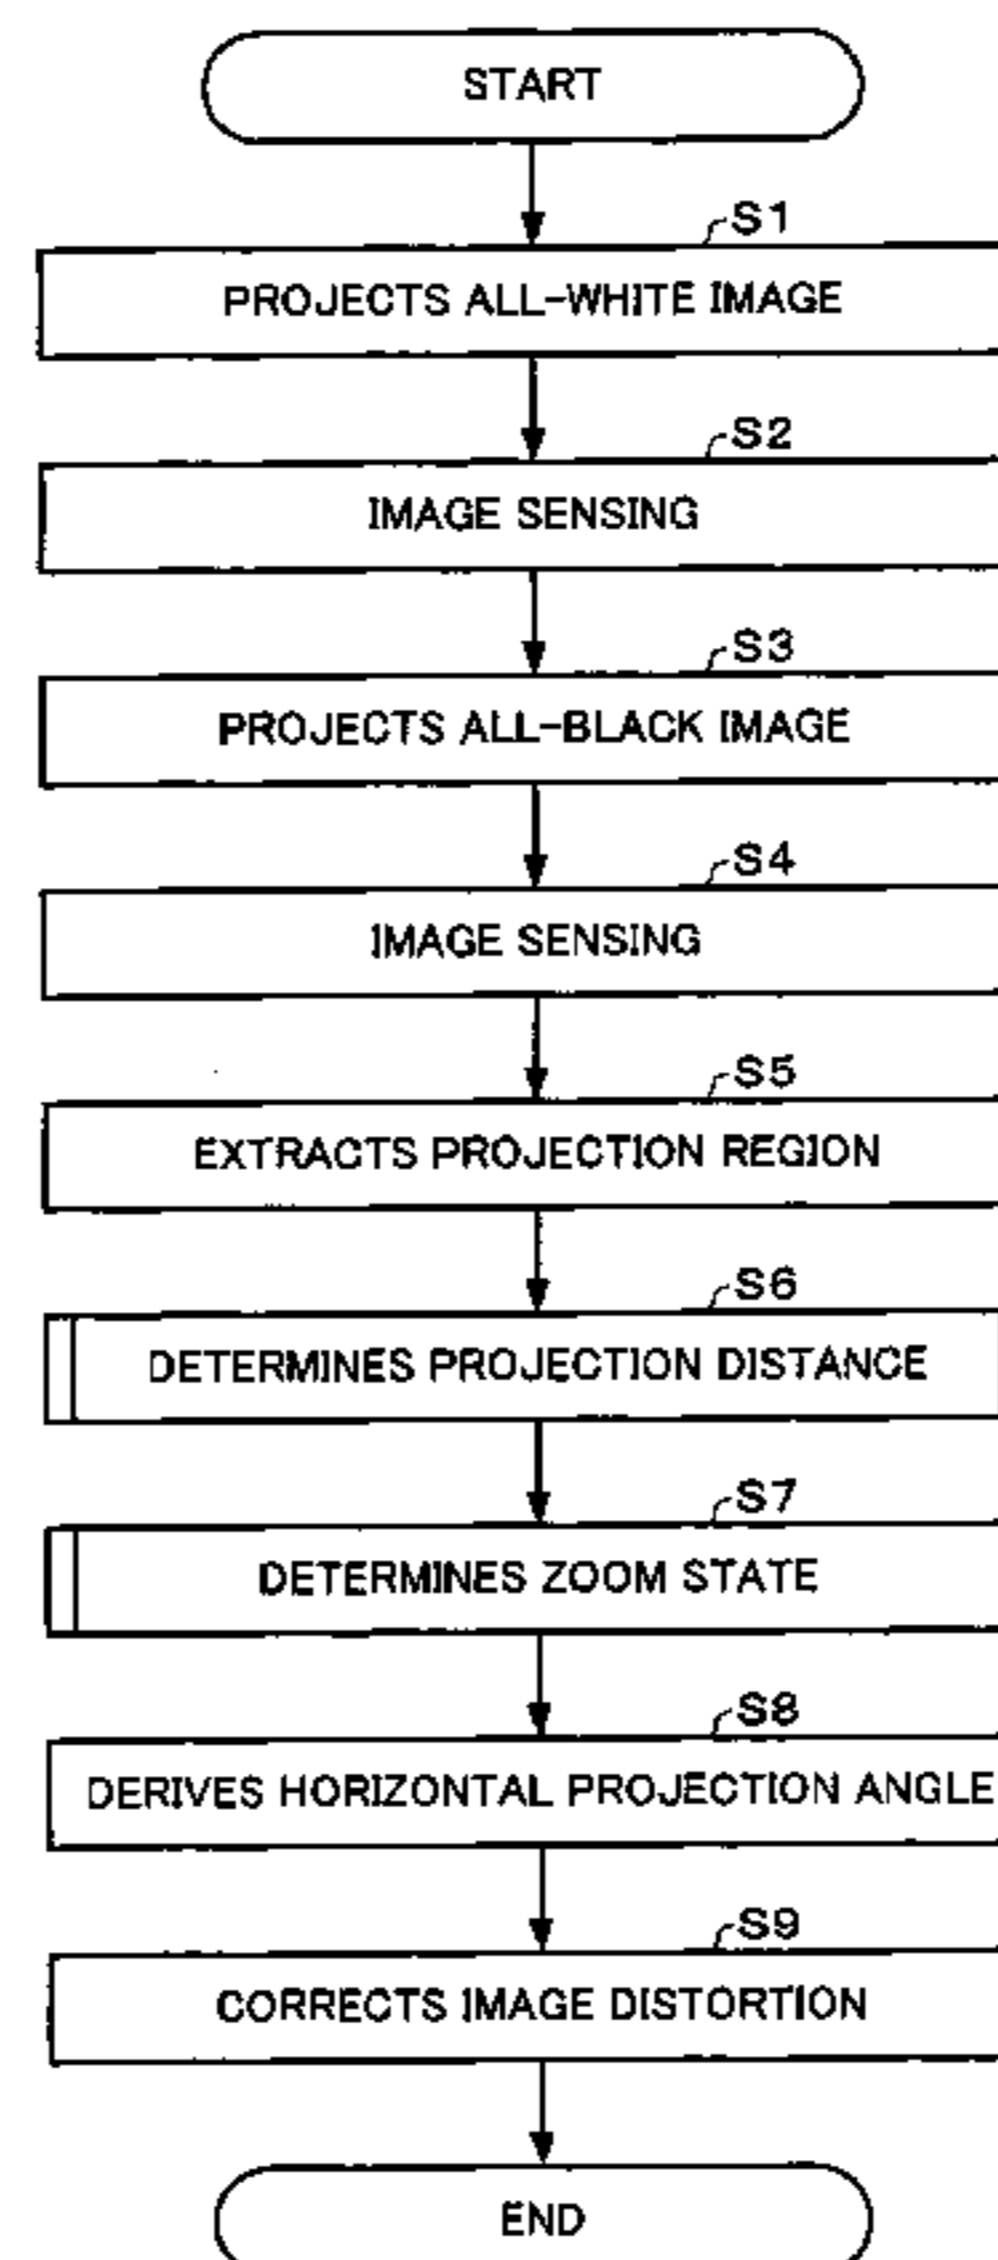 START
S1
PROJECTS ALL-WHITE IMAGE
S2
IMAGE SENSING
S3
PROJECTS ALL-BLACK IMAGE
S4
IMAGE SENSING
S5
EXTRACTS PROJECTION REGION
S6
DETERMINES PROJECTION DISTANCE
S7
DETERMINES ZOOM STATE
S8
DERIVES HORIZONTAL PROJECTION ANGLE
S9
CORRECTS IMAGE DISTORTION
END